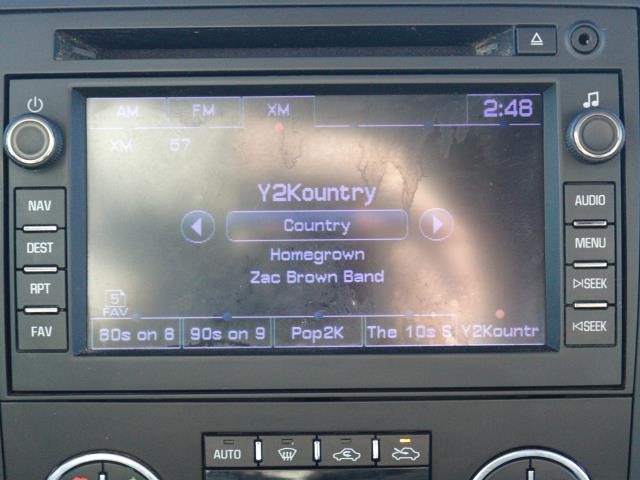 AM FM XM 2:48
XM 57
Y2Kountry
Country
Homegrown
Zac Brown Band
5
FAV
80s on 8 90s on 9 Pop2K The 10s S Y2Kountr
NAV
DEST
RPT
FAV
AUDIO
MENU
SEEK
SEEK
AUTO